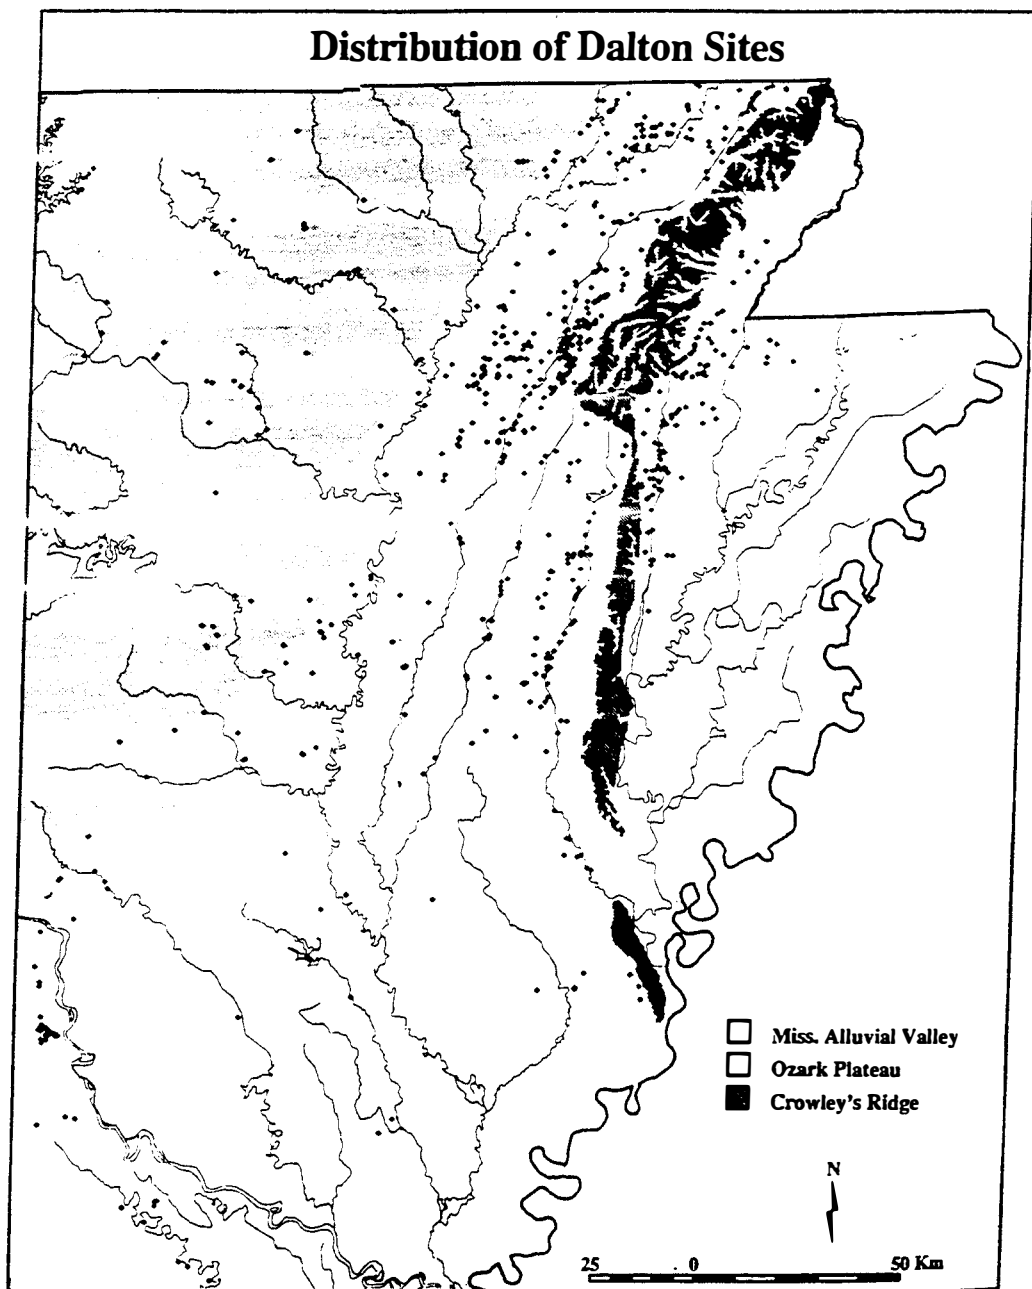 Distribution of Dalton Sites
Miss. Alluvial Valley
Ozark Plateau
Crowley's Ridge
N
25 0 50 Km